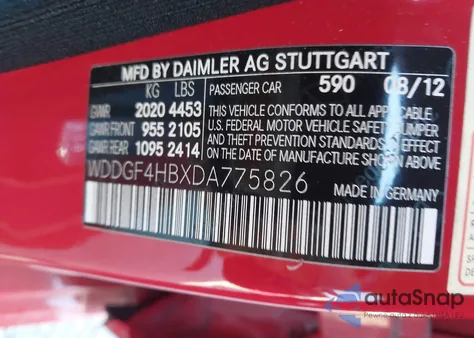 MFD BY DAIMLER AG STUTTGART
KG LBS
GVWR 2020 4453
GAWR FRONT 955 2105
GAWR REAR 1095 2414
PASSENGER CAR 590 08/12
THIS VEHICLE CONFORMS TO ALL APPLICABLE
U.S. FEDERAL MOTOR VEHICLE SAFETY, BUMPER
AND THEFT PREVENTION STANDARDS IN EFFECT
ON THE DATE OF MANUFACTURE SHOWN ABOVE.
WDDGF4HBXDA775826
MADE IN GERMANY
autoSnap